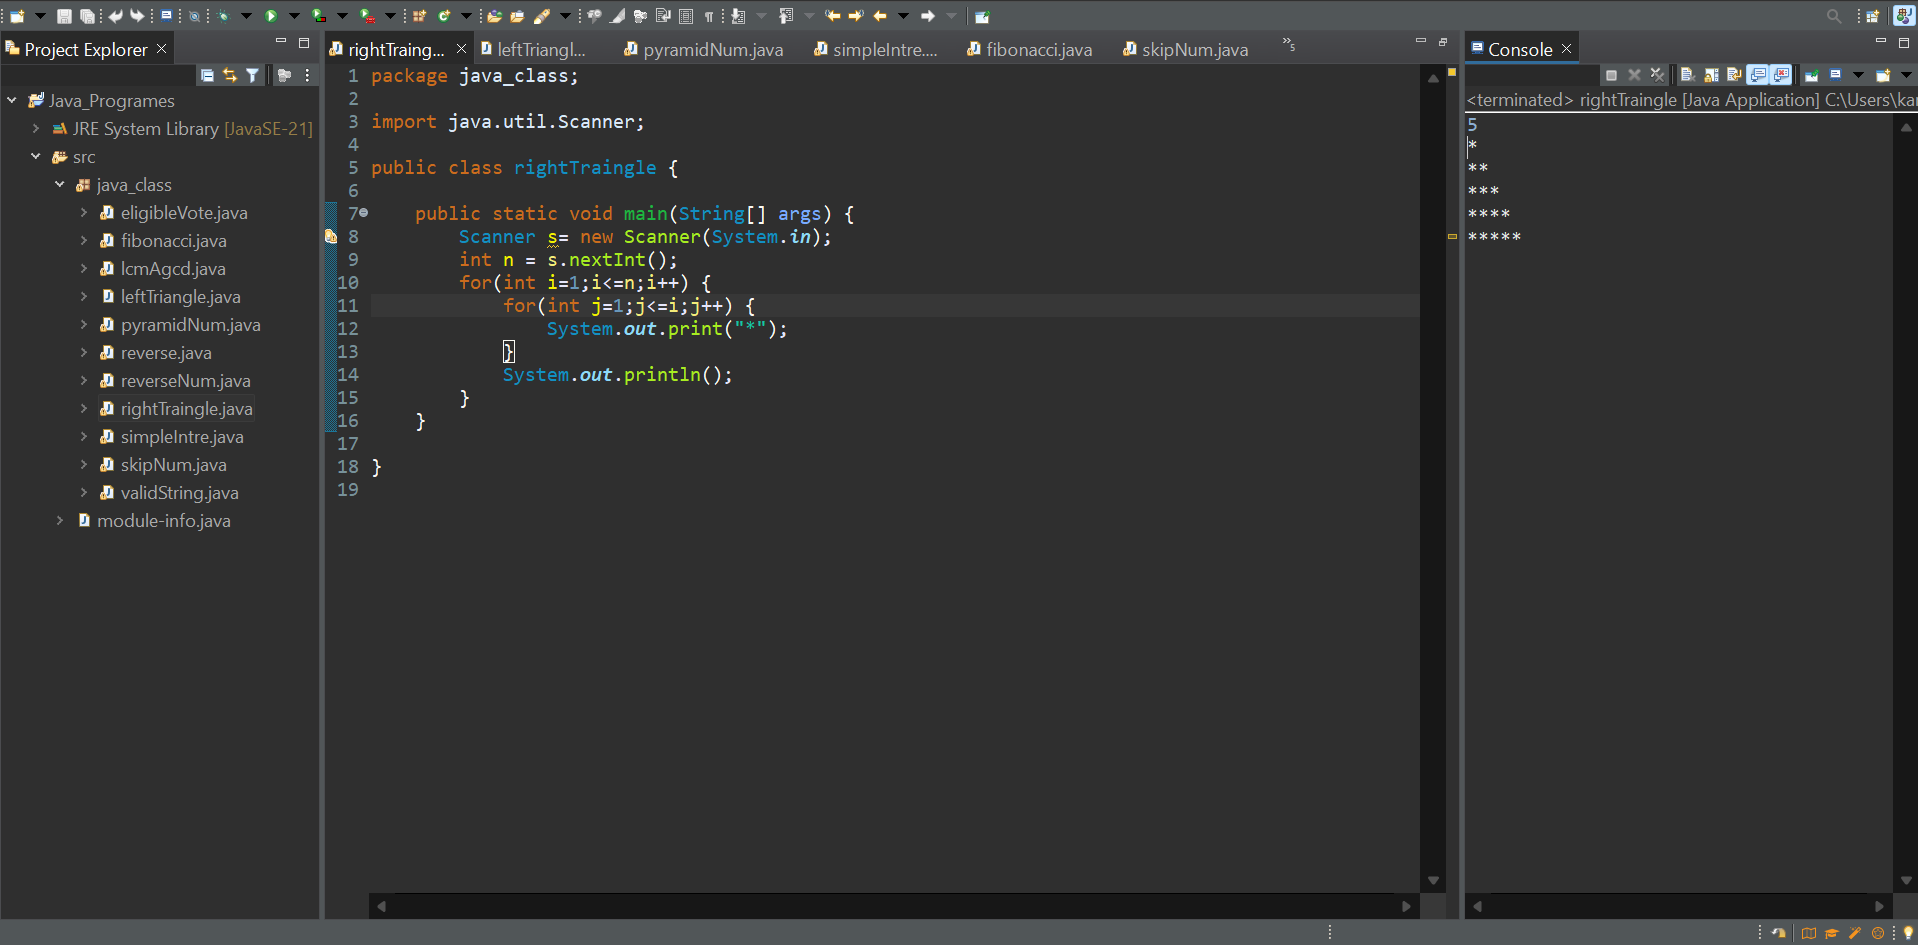 Project Explorer
Java_Programes
JRE System Library [JavaSE-21]
src
java_class
eligibleVote.java
fibonacci.java
lcmAgcd.java
leftTriangle.java
pyramidNum.java
reverse.java
reverseNum.java
rightTraingle.java
simpleIntre.java
skipNum.java
validString.java
module-info.java
rightTraing... leftTriangl... pyramidNum.java simpleIntre.... fibonacci.java skipNum.java »5
1 package java_class;
2
3 import java.util.Scanner;
4
5 public class rightTraingle {
6
7 public static void main(String[] args) {
8 Scanner s= new Scanner(System.in);
9 int n = s.nextInt();
10 for(int i=1;i<=n;i++) {
11 for(int j=1;j<=i;j++) {
12 System.out.print("*");
13 }
14 System.out.println();
15 }
16 }
17
18 }
19
Console
<terminated> rightTraingle [Java Application] C:\Users\kar
5
*
**
***
****
*****